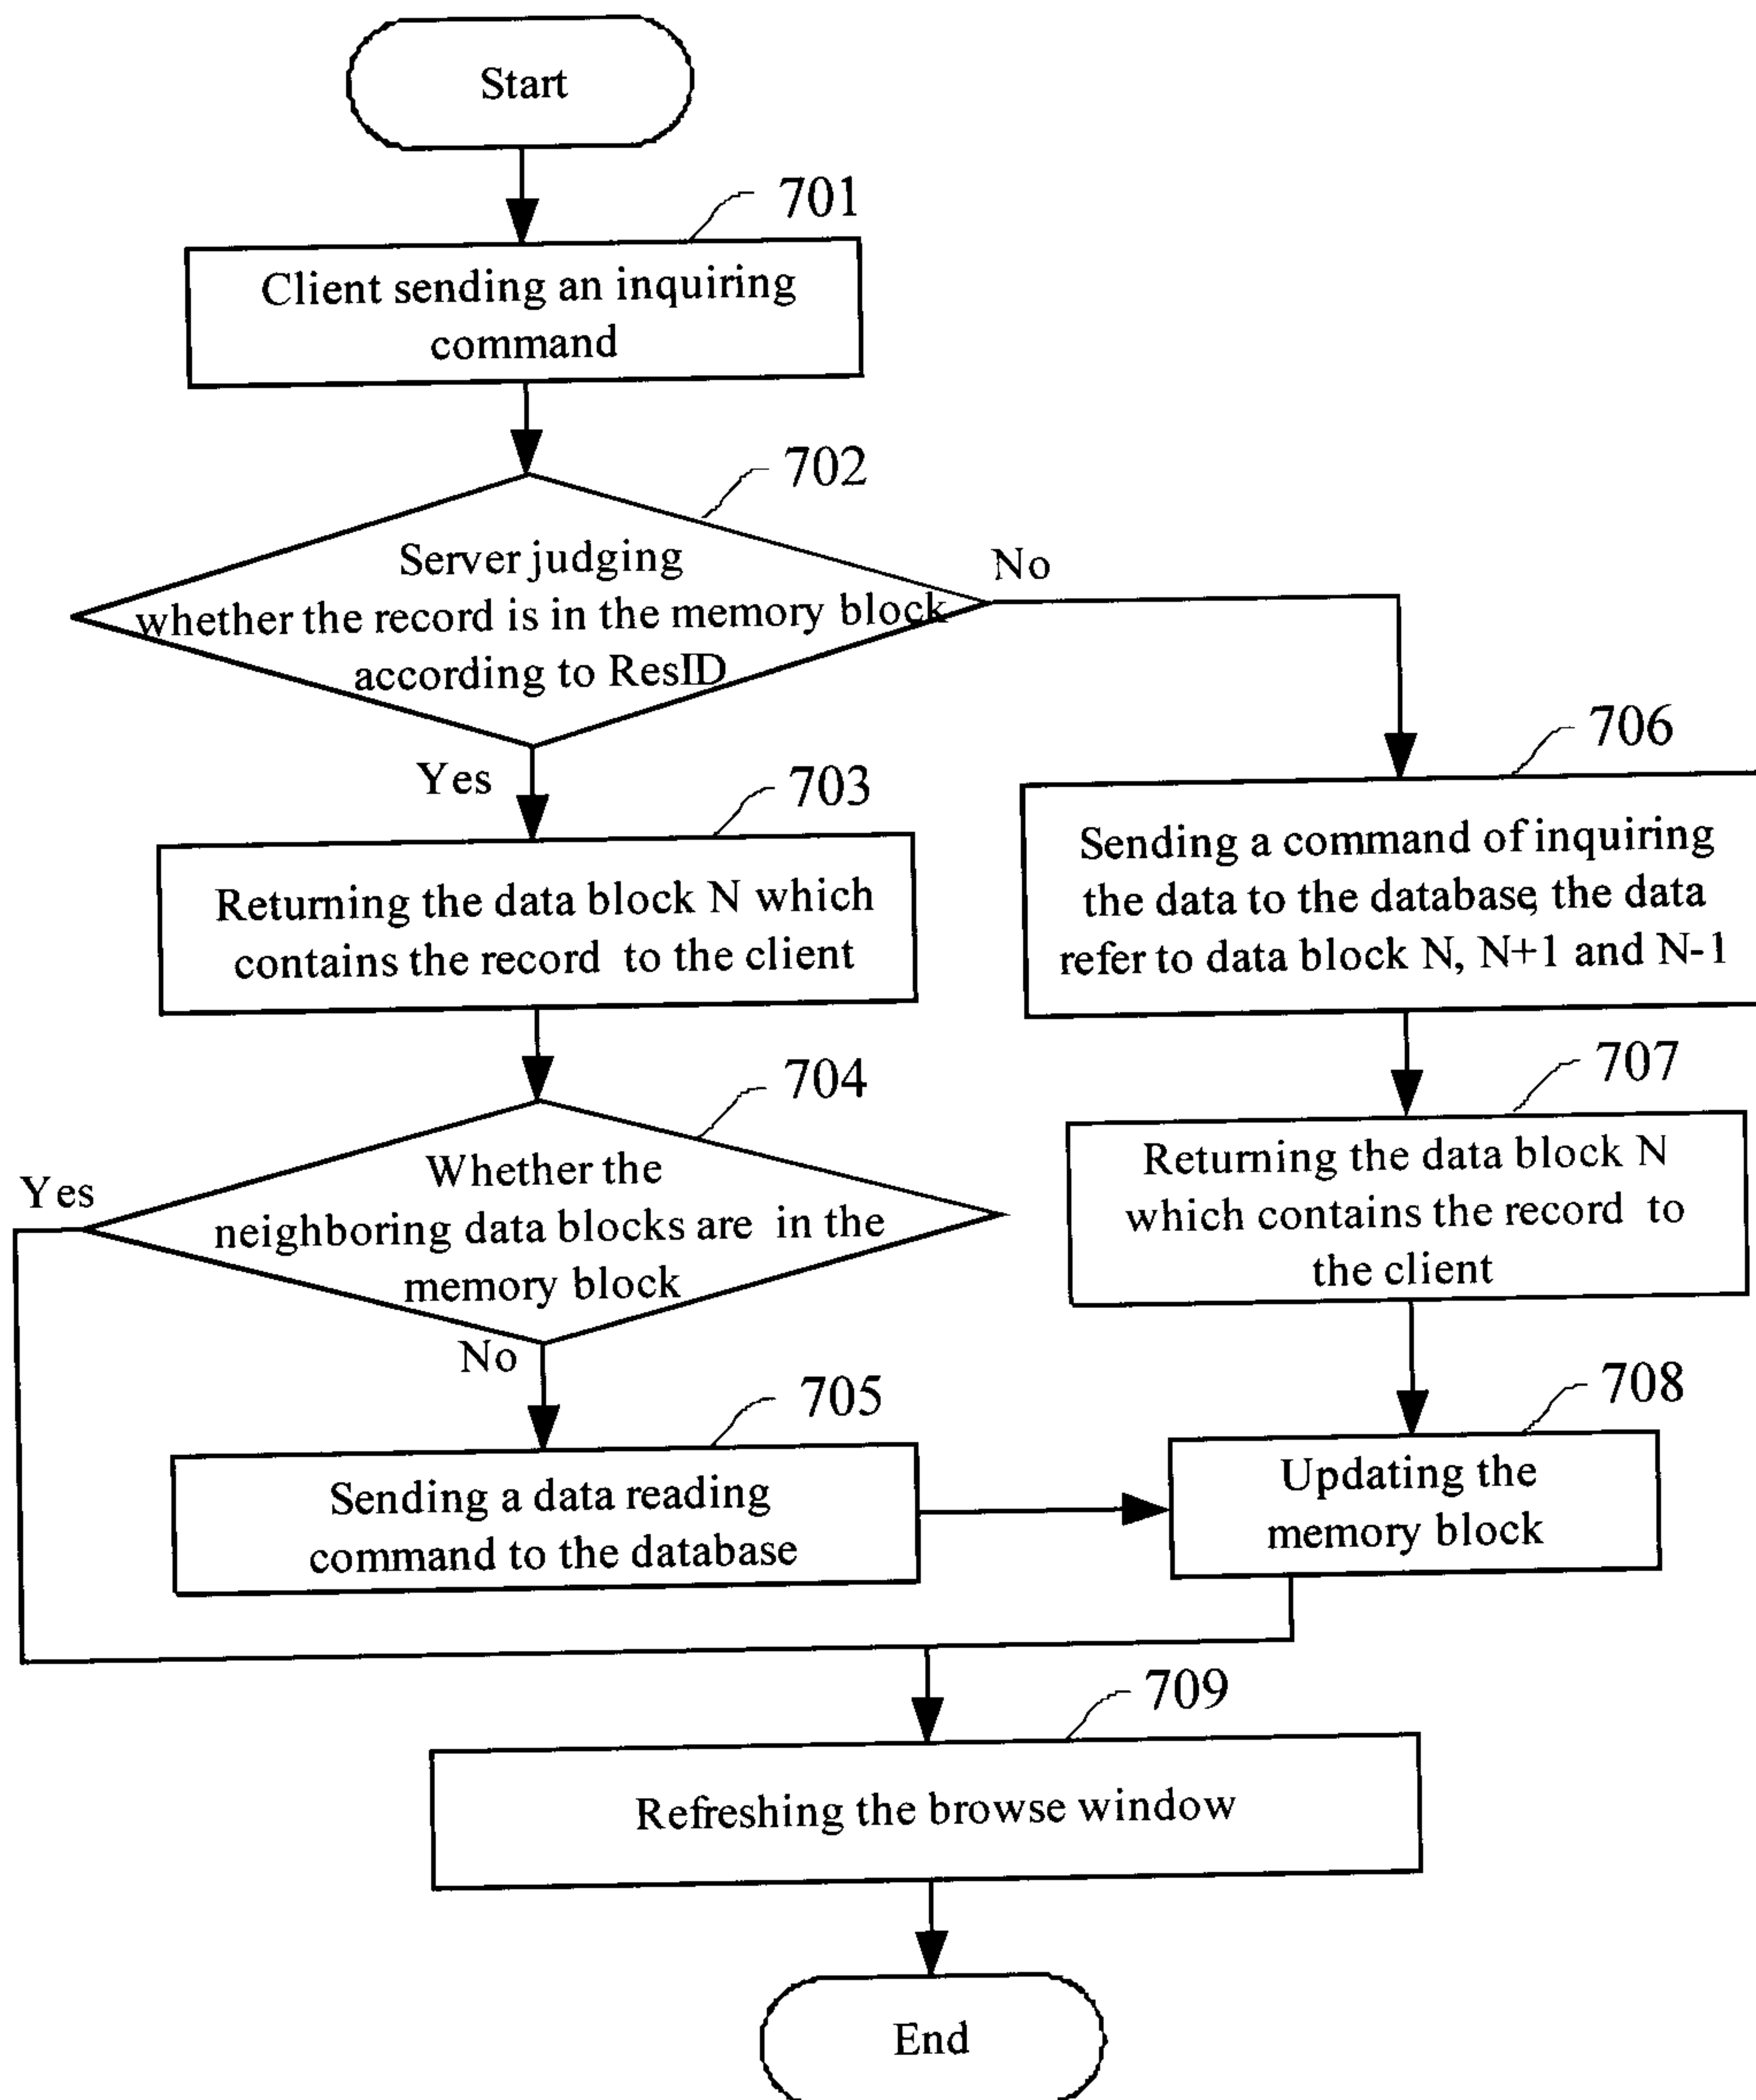 Start
701
Client sending an inquiring
command
702
Server judging
whether the record is in the memory block
according to ResID
No
Yes
703
Returning the data block N which
contains the record to the client
706
Sending a command of inquiring
the data to the database, the data
refer to data block N, N+1 and N-1
704
Whether the
neighboring data blocks are in the
memory block
Yes
No
707
Returning the data block N
which contains the record to
the client
705
Sending a data reading
command to the database
708
Updating the
memory block
709
Refreshing the browse window
End